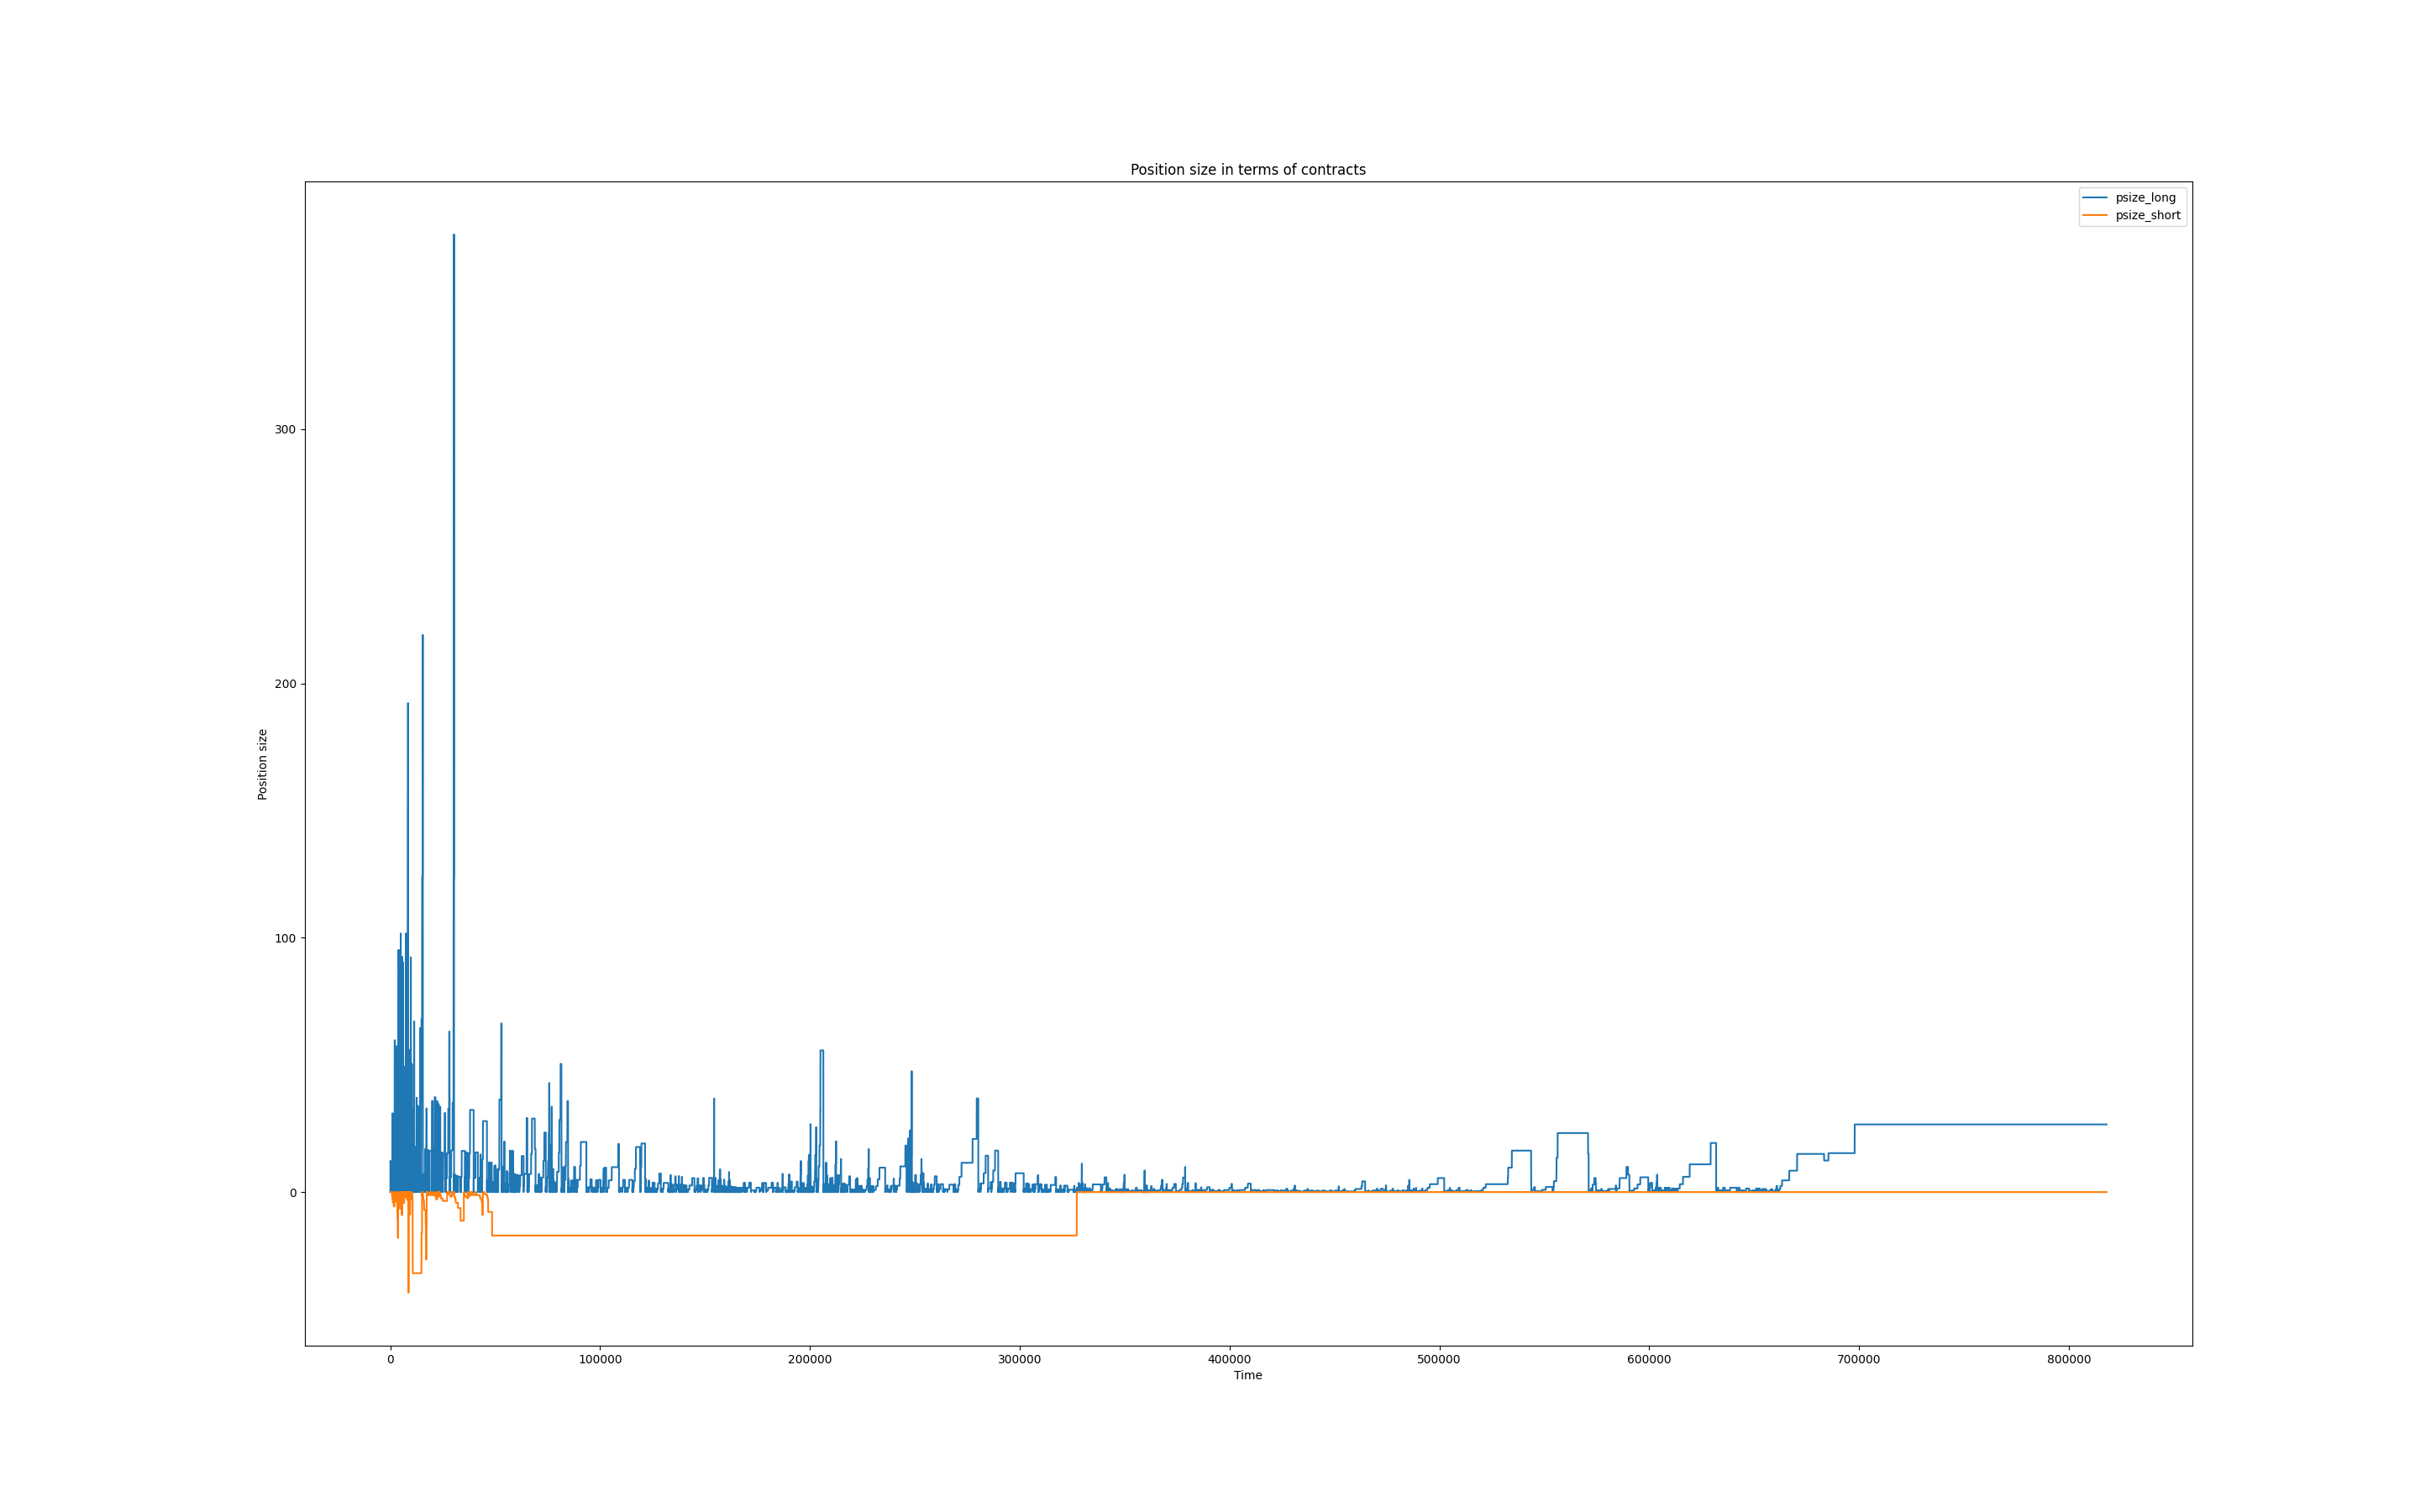 Position size in terms of contracts
psize_long
psize_short
300
200
100
0
Position size
0 100000 200000 300000 400000 500000 600000 700000 800000
Time